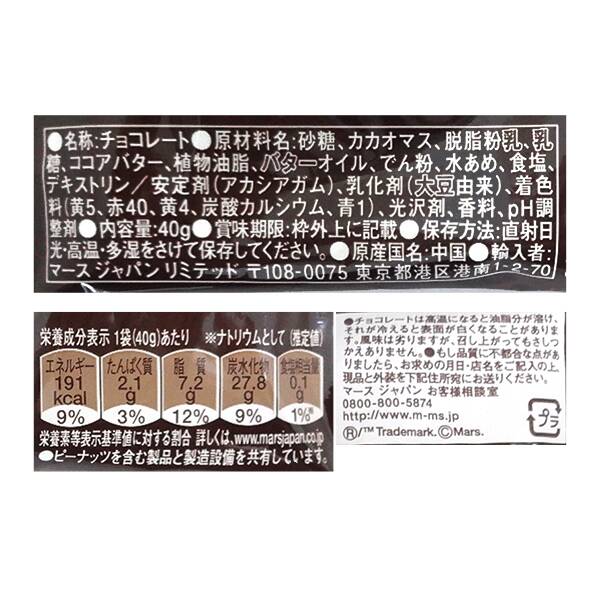 ●名称:チョコレート●原材料名:砂糖、カカオマス、脱脂粉乳、乳
糖、ココアバター、植物油脂、バターオイル、でん粉、水あめ、食塩、
デキストリン／安定剤(アカシアガム)、乳化剤(大豆由来)、着色
料(黄5、赤40、黄4、炭酸カルシウム、青1)、光沢剤、香料、pH調
整剤●内容量:40g●賞味期限:枠外上に記載●保存方法:直射日
光・高温・多湿をさけて保存してください。●原産国名:中国●輸入者:
マース ジャパン リミテッド 〒108-0075 東京都港区港南1-2-70
栄養成分表示 1袋(40g)あたり ※ナトリウムとして (推定値)
エネルギー 191 kcal 9%
たんぱく質 2.1 g 3%
脂質 7.2 g 12%
炭水化物 27.8 g 9%
食塩相当量 0.1 g 1%※
栄養素等表示基準値に対する割合 詳しくは、www.marsjapan.co.jp
●ピーナッツを含む製品と製造設備を共有しています。
●チョコレートは高温になると油脂分が溶け、
それが冷えると表面が白くなることがありま
す。風味は劣りますが、召し上がってもさしつ
かえありません。●もし品質に不都合な点があ
りましたら、お求めの月日・店名をご記入の上、
現品と外装を下記住所宛にお送りください。
マース ジャパン お客様相談室
0800-800-5874
http://www.m-ms.jp/
Ⓡ/™Trademark.ⒸMars.
プラ